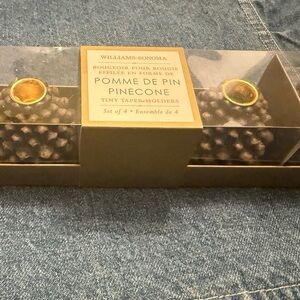 WILLIAMS-SONOMA
BOUGEOIR POUR BOUGIE
EFFILÉE EN FORME DE
POMME DE PIN
PINECONE
TINY TAPER HOLDERS
Set of 4 • Ensemble de 4